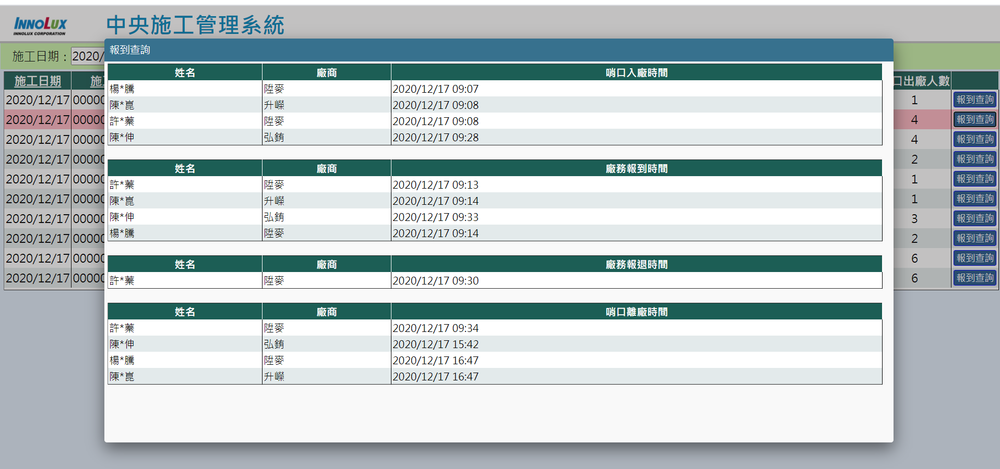 INNOLUX
INNOLUX CORPORATION
中央施工管理系統
施工日期：2020/
報到查詢
姓名 廠商 哨口入廠時間
楊*騰 陞麥 2020/12/17 09:07
陳*崑 升嶸 2020/12/17 09:08
許*蓁 陞麥 2020/12/17 09:08
陳*伸 弘銪 2020/12/17 09:28
姓名 廠商 廠務報到時間
許*蓁 陞麥 2020/12/17 09:13
陳*崑 升嶸 2020/12/17 09:14
陳*伸 弘銪 2020/12/17 09:33
楊*騰 陞麥 2020/12/17 09:14
姓名 廠商 廠務報退時間
許*蓁 陞麥 2020/12/17 09:30
姓名 廠商 哨口離廠時間
許*蓁 陞麥 2020/12/17 09:34
陳*伸 弘銪 2020/12/17 15:42
楊*騰 陞麥 2020/12/17 16:47
陳*崑 升嶸 2020/12/17 16:47
施工日期 施 口出廠人數
2020/12/17 0000 1 報到查詢
2020/12/17 0000 4 報到查詢
2020/12/17 0000 4 報到查詢
2020/12/17 0000 2 報到查詢
2020/12/17 0000 1 報到查詢
2020/12/17 0000 1 報到查詢
2020/12/17 0000 3 報到查詢
2020/12/17 0000 2 報到查詢
2020/12/17 0000 6 報到查詢
2020/12/17 0000 6 報到查詢